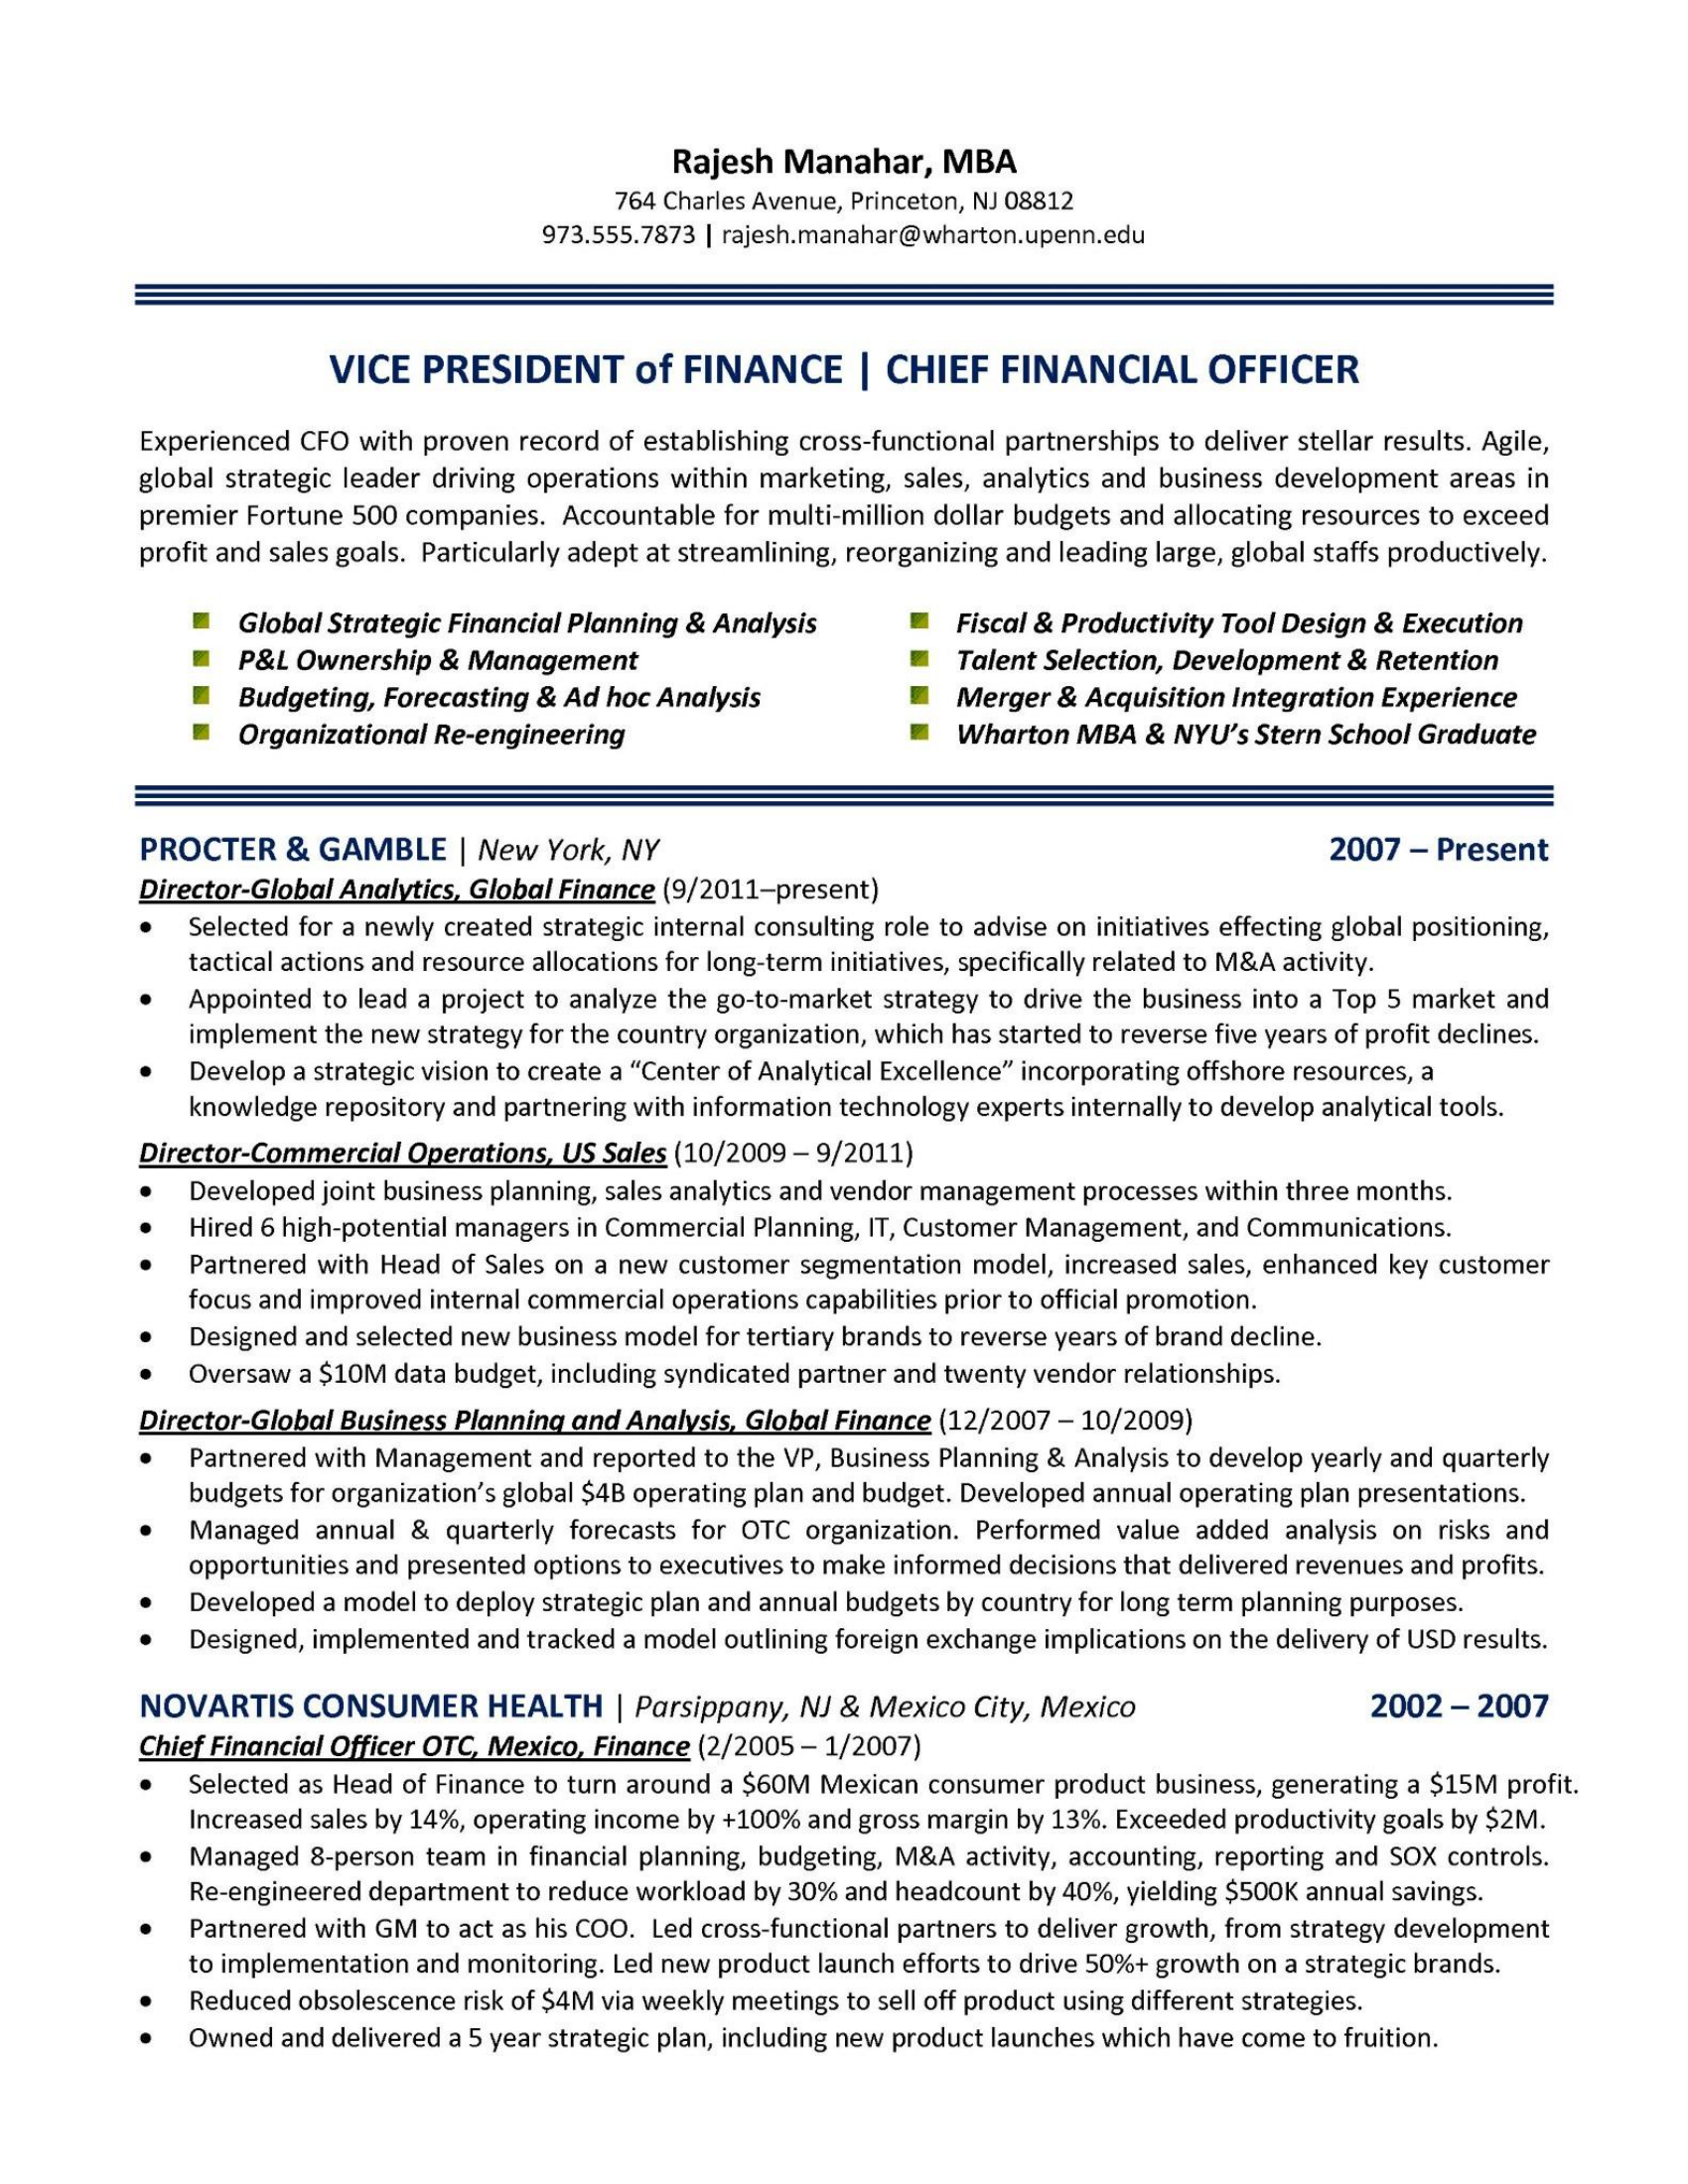 Rajesh Manahar, MBA
764 Charles Avenue, Princeton, NJ 08812
973.555.7873 | rajesh.manahar@wharton.upenn.edu
VICE PRESIDENT of FINANCE | CHIEF FINANCIAL OFFICER
Experienced CFO with proven record of establishing cross-functional partnerships to deliver stellar results. Agile,
global strategic leader driving operations within marketing, sales, analytics and business development areas in
premier Fortune 500 companies. Accountable for multi-million dollar budgets and allocating resources to exceed
profit and sales goals. Particularly adept at streamlining, reorganizing and leading large, global staffs productively.
Global Strategic Financial Planning & Analysis
P&L Ownership & Management
Budgeting, Forecasting & Ad hoc Analysis
Organizational Re-engineering
Fiscal & Productivity Tool Design & Execution
Talent Selection, Development & Retention
Merger & Acquisition Integration Experience
Wharton MBA & NYU's Stern School Graduate
PROCTER & GAMBLE | New York, NY 2007 – Present
Director-Global Analytics, Global Finance (9/2011–present)
• Selected for a newly created strategic internal consulting role to advise on initiatives effecting global positioning,
tactical actions and resource allocations for long-term initiatives, specifically related to M&A activity.
• Appointed to lead a project to analyze the go-to-market strategy to drive the business into a Top 5 market and
implement the new strategy for the country organization, which has started to reverse five years of profit declines.
• Develop a strategic vision to create a “Center of Analytical Excellence” incorporating offshore resources, a
knowledge repository and partnering with information technology experts internally to develop analytical tools.
Director-Commercial Operations, US Sales (10/2009 – 9/2011)
• Developed joint business planning, sales analytics and vendor management processes within three months.
• Hired 6 high-potential managers in Commercial Planning, IT, Customer Management, and Communications.
• Partnered with Head of Sales on a new customer segmentation model, increased sales, enhanced key customer
focus and improved internal commercial operations capabilities prior to official promotion.
• Designed and selected new business model for tertiary brands to reverse years of brand decline.
• Oversaw a $10M data budget, including syndicated partner and twenty vendor relationships.
Director-Global Business Planning and Analysis, Global Finance (12/2007 – 10/2009)
• Partnered with Management and reported to the VP, Business Planning & Analysis to develop yearly and quarterly
budgets for organization's global $4B operating plan and budget. Developed annual operating plan presentations.
• Managed annual & quarterly forecasts for OTC organization. Performed value added analysis on risks and
opportunities and presented options to executives to make informed decisions that delivered revenues and profits.
• Developed a model to deploy strategic plan and annual budgets by country for long term planning purposes.
• Designed, implemented and tracked a model outlining foreign exchange implications on the delivery of USD results.
NOVARTIS CONSUMER HEALTH | Parsippany, NJ & Mexico City, Mexico 2002 – 2007
Chief Financial Officer OTC, Mexico, Finance (2/2005 – 1/2007)
• Selected as Head of Finance to turn around a $60M Mexican consumer product business, generating a $15M profit.
Increased sales by 14%, operating income by +100% and gross margin by 13%. Exceeded productivity goals by $2M.
• Managed 8-person team in financial planning, budgeting, M&A activity, accounting, reporting and SOX controls.
Re-engineered department to reduce workload by 30% and headcount by 40%, yielding $500K annual savings.
• Partnered with GM to act as his COO. Led cross-functional partners to deliver growth, from strategy development
to implementation and monitoring. Led new product launch efforts to drive 50%+ growth on a strategic brands.
• Reduced obsolescence risk of $4M via weekly meetings to sell off product using different strategies.
• Owned and delivered a 5 year strategic plan, including new product launches which have come to fruition.